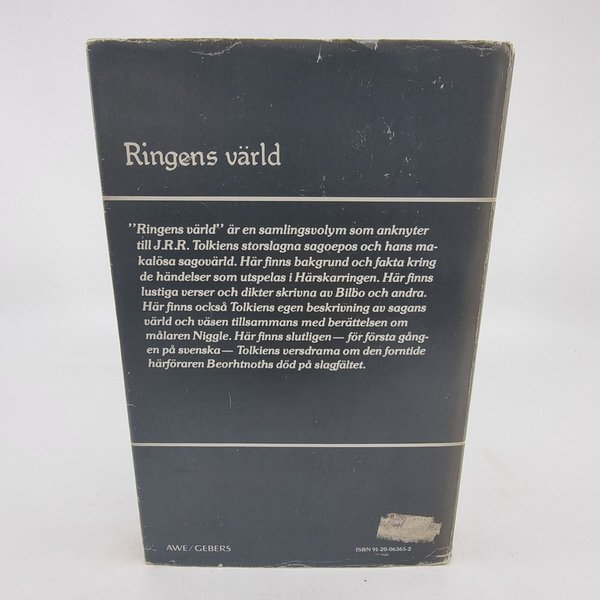 Ringens värld
"Ringens värld" är en samlingsvolym som anknyter
till J.R.R. Tolkiens storslagna sagoepos och hans ma-
kalösa sagovärld. Här finns bakgrund och fakta kring
de händelser som utspelas i Härskarringen. Här finns
lustiga verser och dikter skrivna av Bilbo och andra.
Här finns också Tolkiens egen beskrivning av sagans
värld och väsen tillsammans med berättelsen om
målaren Niggle. Här finns slutligen — för första gång-
en på svenska — Tolkiens versdrama om den forntide
härföraren Beorhtnoths död på slagfältet.
AWE/GEBERS
ISBN 91-20-06365-2